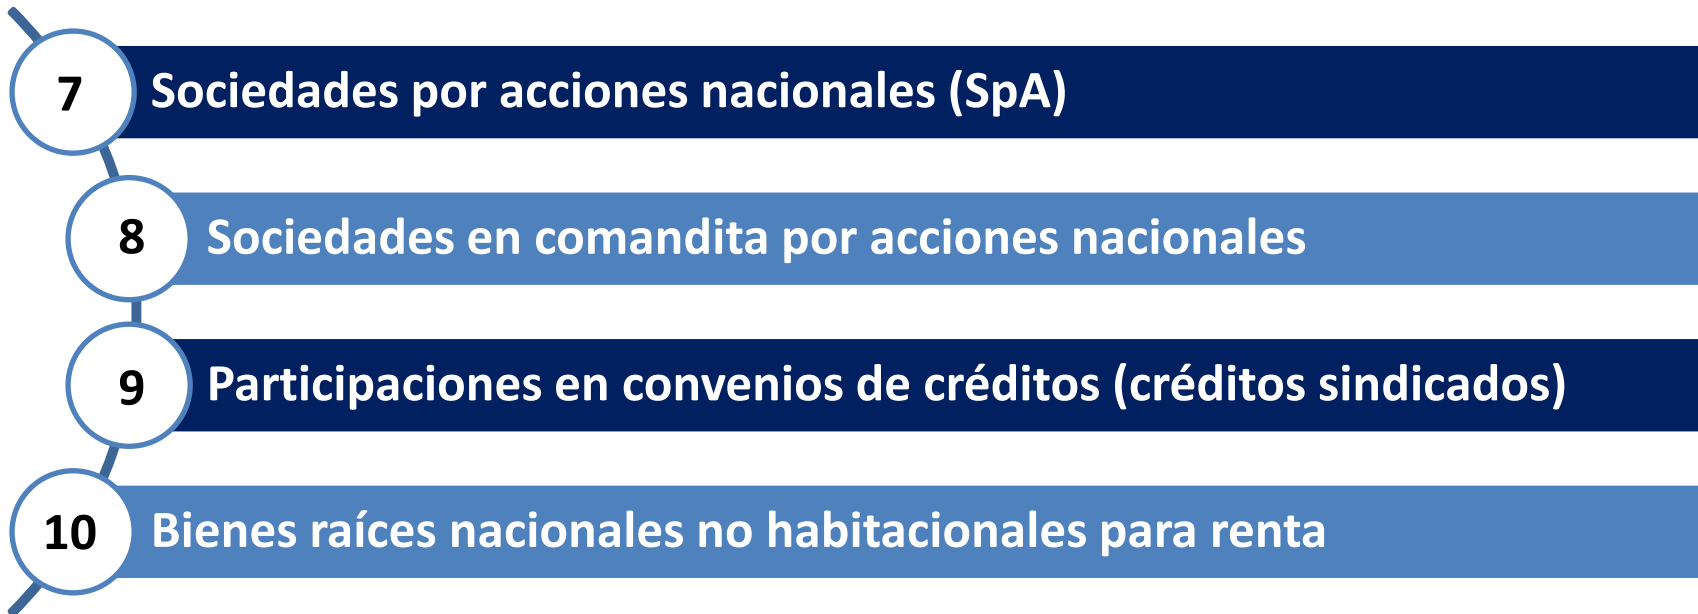 7 Sociedades por acciones nacionales (SpA)
8 Sociedades en comandita por acciones nacionales
9 Participaciones en convenios de créditos (créditos sindicados)
10 Bienes raíces nacionales no habitacionales para renta